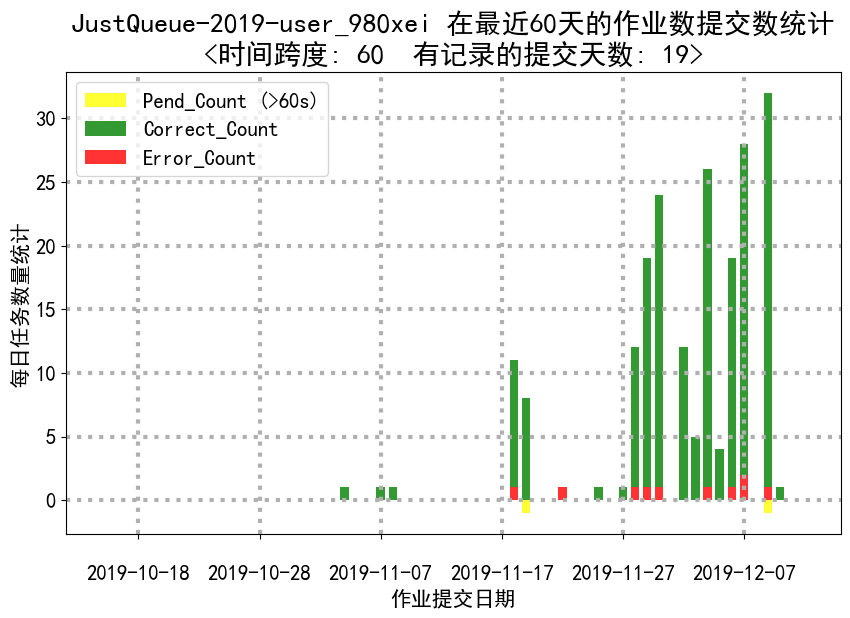 JustQueue-2019-user_980xei 在最近60天的作业数提交数统计
<时间跨度: 60  有记录的提交天数: 19>
Pend_Count (>60s)
Correct_Count
Error_Count
每日任务数量统计
30
25
20
15
10
5
0
2019-10-18 2019-10-28 2019-11-07 2019-11-17 2019-11-27 2019-12-07
作业提交日期